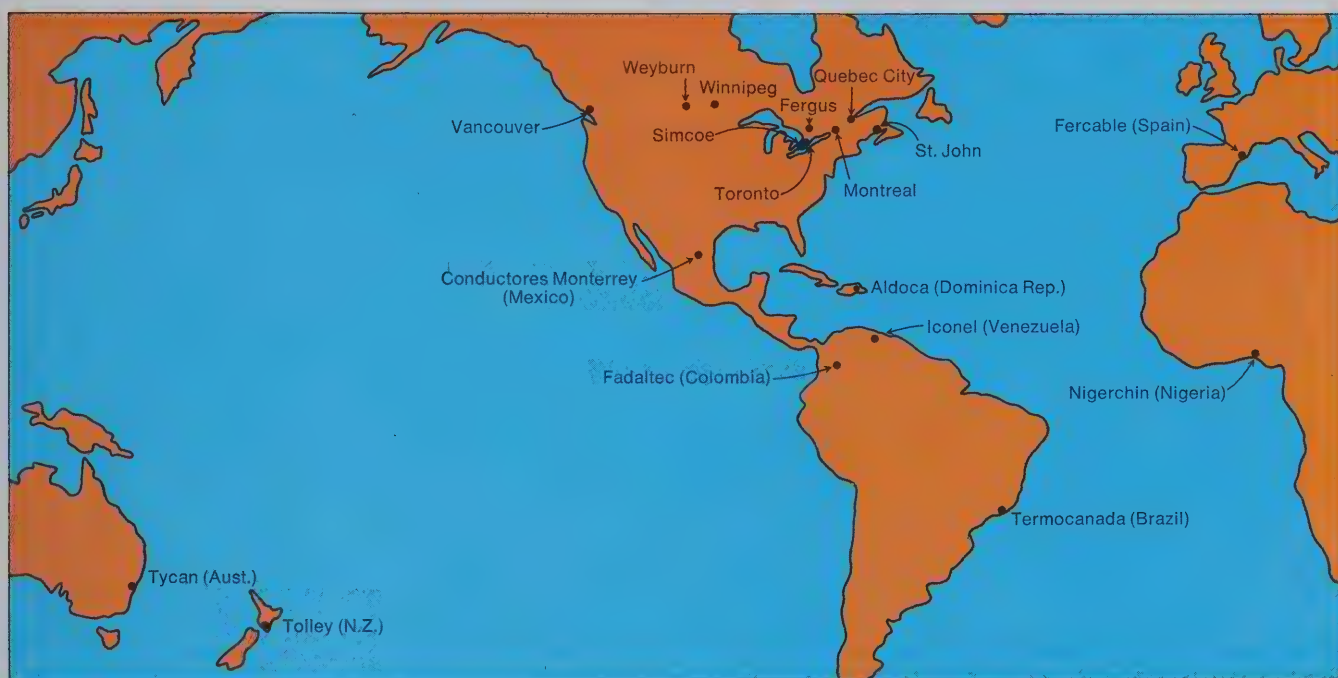 Weyburn
Winnipeg
Quebec City
Fergus
Vancouver
Simcoe
St. John
Fercable (Spain)
Toronto
Montreal
Conductores Monterrey
(Mexico)
Aldoca (Dominica Rep.)
Iconel (Venezuela)
Fadaltec (Colombia)
Nigerchin (Nigeria)
Termocanada (Brazil)
Tycan (Aust.)
Tolley (N.Z.)